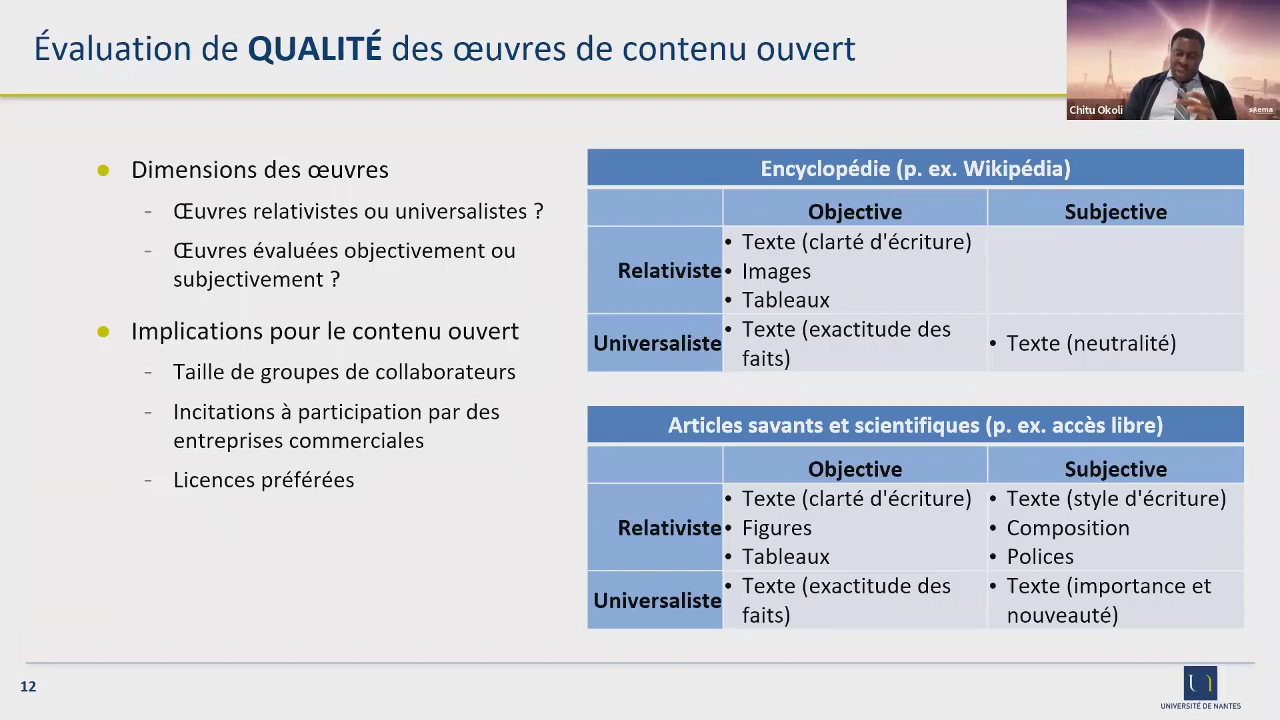 Évaluation de QUALITÉ des œuvres de contenu ouvert
Chitu Okoli
skema
● Dimensions des œuvres
- Œuvres relativistes ou universalistes ?
- Œuvres évaluées objectivement ou
subjectivement ?
● Implications pour le contenu ouvert
- Taille de groupes de collaborateurs
- Incitations à participation par des
entreprises commerciales
- Licences préférées
Encyclopédie (p. ex. Wikipédia)
Objective Subjective
Relativiste
• Texte (clarté d'écriture)
• Images
• Tableaux
Universaliste
• Texte (exactitude des
faits)
• Texte (neutralité)
Articles savants et scientifiques (p. ex. accès libre)
Objective Subjective
Relativiste
• Texte (clarté d'écriture)
• Figures
• Tableaux
• Texte (style d'écriture)
• Composition
• Polices
Universaliste
• Texte (exactitude des
faits)
• Texte (importance et
nouveauté)
12
UNIVERSITÉ DE NANTES